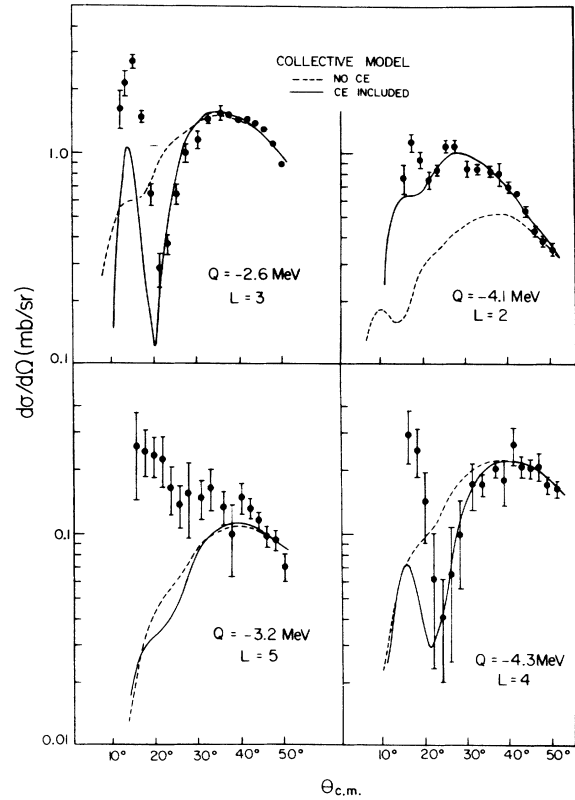 COLLECTIVE MODEL
NO CE
CE INCLUDED
1.0
0.1
0.1
0.01
dσ/dΩ (mb/sr)
Q = -2.6 MeV
L = 3
Q = -4.1 MeV
L = 2
Q = -3.2 MeV
L = 5
Q = -4.3 MeV
L = 4
10° 20° 30° 40° 50° 10° 20° 30° 40° 50°
Θc.m.